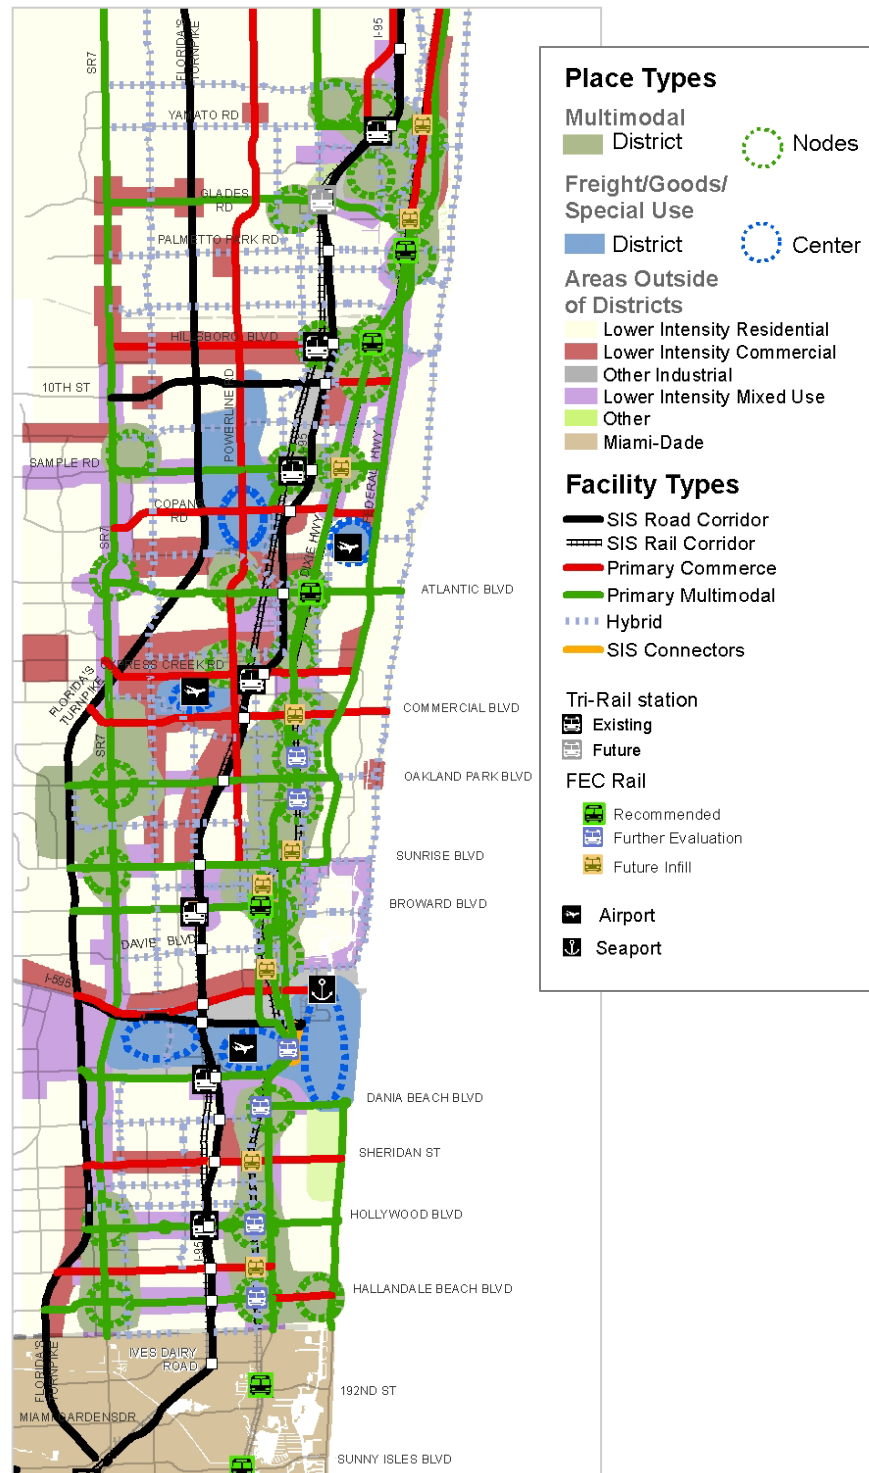 I-95
SR7
FLORIDA'S
TURNPIKE
YAMATO RD
GLADES
RD
PALMETTO PARK RD
HILLSBORO BLVD
10TH ST
POWERLINE RD
I-95
SAMPLE RD
FEDERAL HWY
COPANS
RD
SR7
DIXIE HWY
ATLANTIC BLVD
CYPRESS CREEK RD
FLORIDA'S
TURNPIKE
COMMERCIAL BLVD
SR7
OAKLAND PARK BLVD
SUNRISE BLVD
BROWARD BLVD
DAVIE BLVD
I-595
DANIA BEACH BLVD
SHERIDAN ST
HOLLYWOOD BLVD
I-95
HALLANDALE BEACH BLVD
IVES DAIRY
ROAD
FLORIDA'S
TURNPIKE
192ND ST
MIAMI GARDENSDR
SUNNY ISLES BLVD
Place Types
Multimodal
District
Nodes
Freight/Goods/
Special Use
District
Center
Areas Outside
of Districts
Lower Intensity Residential
Lower Intensity Commercial
Other Industrial
Lower Intensity Mixed Use
Other
Miami-Dade
Facility Types
SIS Road Corridor
SIS Rail Corridor
Primary Commerce
Primary Multimodal
Hybrid
SIS Connectors
Tri-Rail station
Existing
Future
FEC Rail
Recommended
Further Evaluation
Future Infill
Airport
Seaport